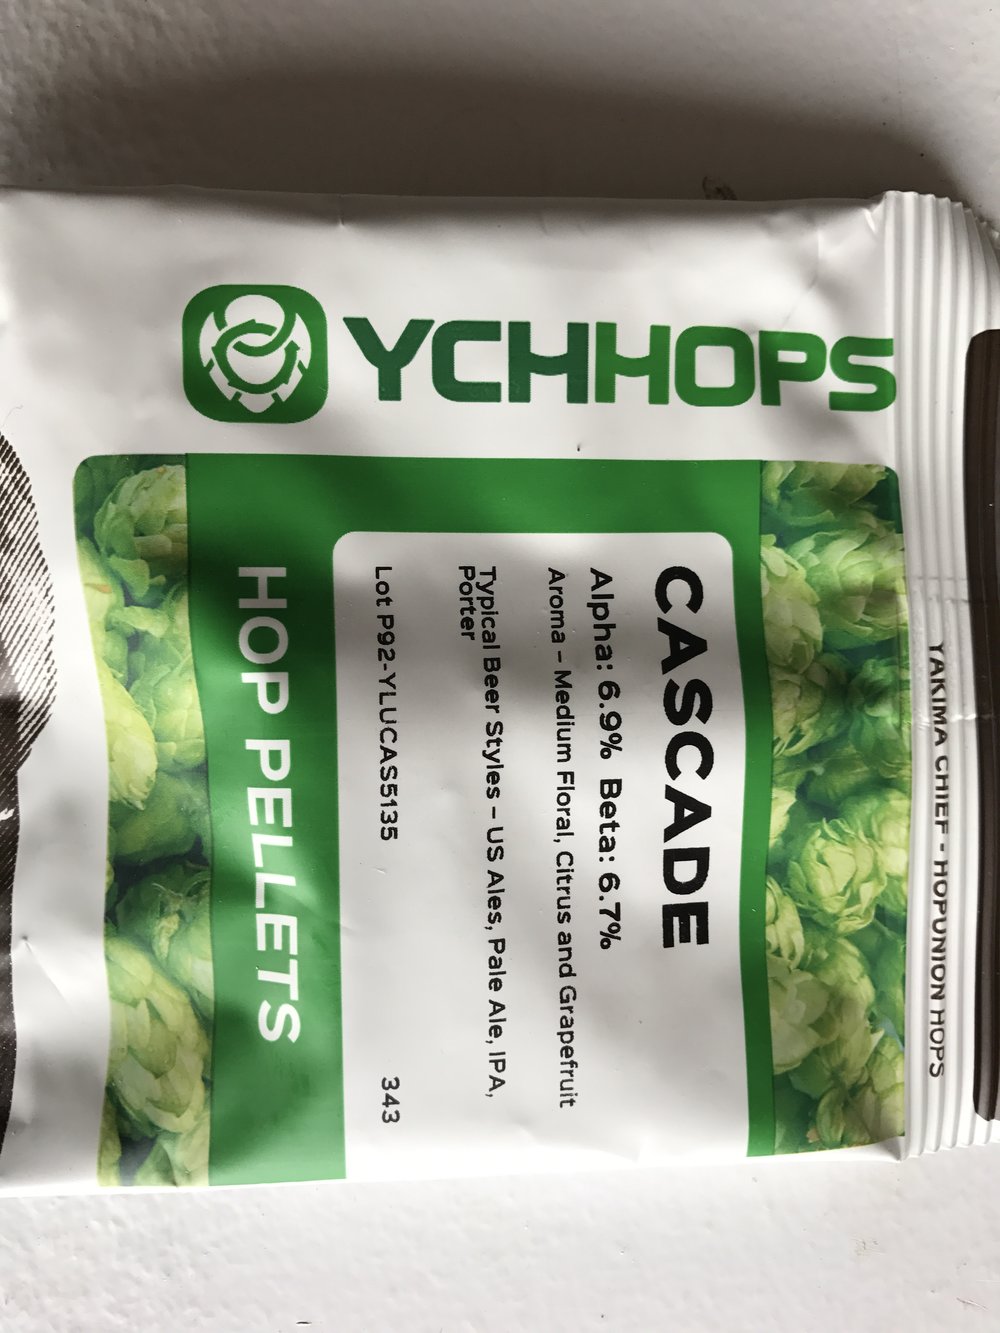 YCHHOPS
YAKIMA CHIEF - HOPUNION HOPS
CASCADE
Alpha: 6.9% Beta: 6.7%
Aroma – Medium Floral, Citrus and Grapefruit
Typical Beer Styles – US Ales, Pale Ale, IPA,
Porter
Lot P92-YLUCAS5135 343
HOP PELLETS